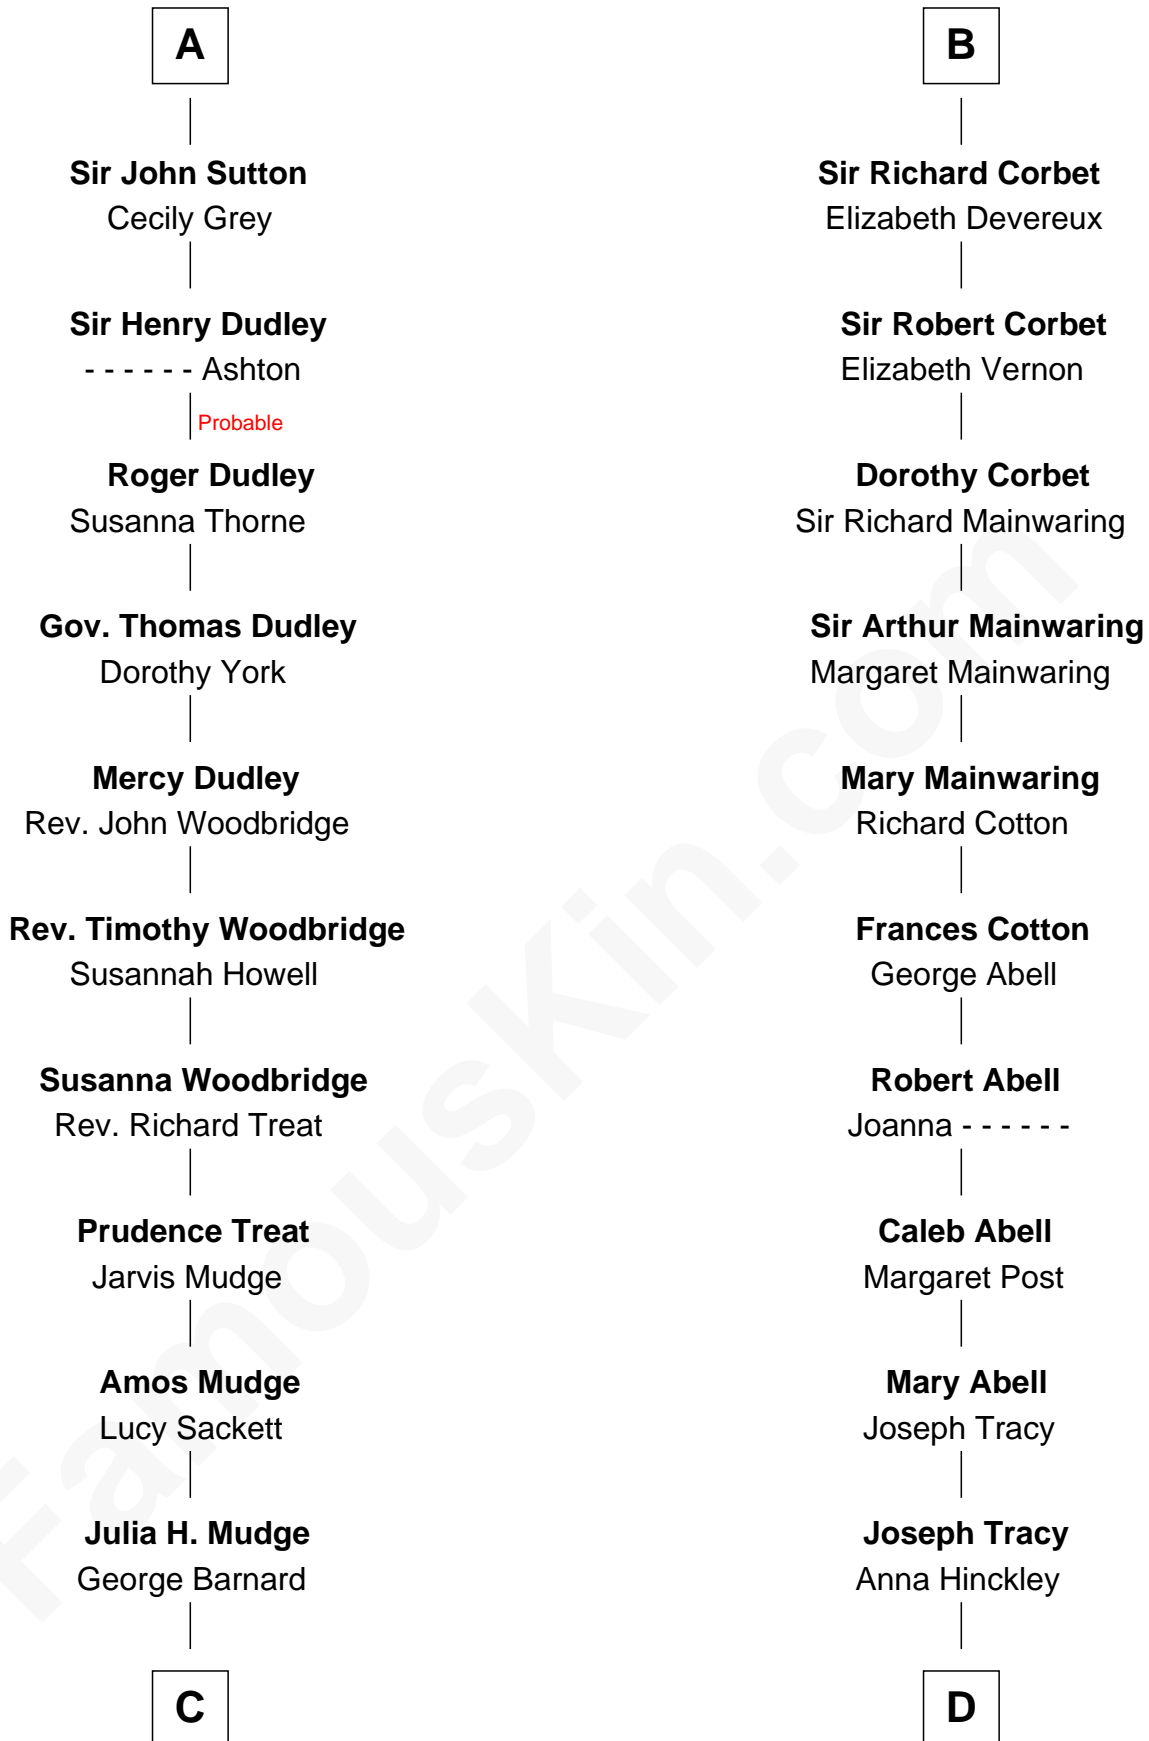 A
Sir John Sutton
Cecily Grey
Sir Henry Dudley
- - - - - - Ashton
Probable
Roger Dudley
Susanna Thorne
Gov. Thomas Dudley
Dorothy York
Mercy Dudley
Rev. John Woodbridge
Rev. Timothy Woodbridge
Susannah Howell
Susanna Woodbridge
Rev. Richard Treat
Prudence Treat
Jarvis Mudge
Amos Mudge
Lucy Sackett
Julia H. Mudge
George Barnard
C
B
Sir Richard Corbet
Elizabeth Devereux
Sir Robert Corbet
Elizabeth Vernon
Dorothy Corbet
Sir Richard Mainwaring
Sir Arthur Mainwaring
Margaret Mainwaring
Mary Mainwaring
Richard Cotton
Frances Cotton
George Abell
Robert Abell
Joanna - - - - - -
Caleb Abell
Margaret Post
Mary Abell
Joseph Tracy
Joseph Tracy
Anna Hinckley
D
FamousKin.com